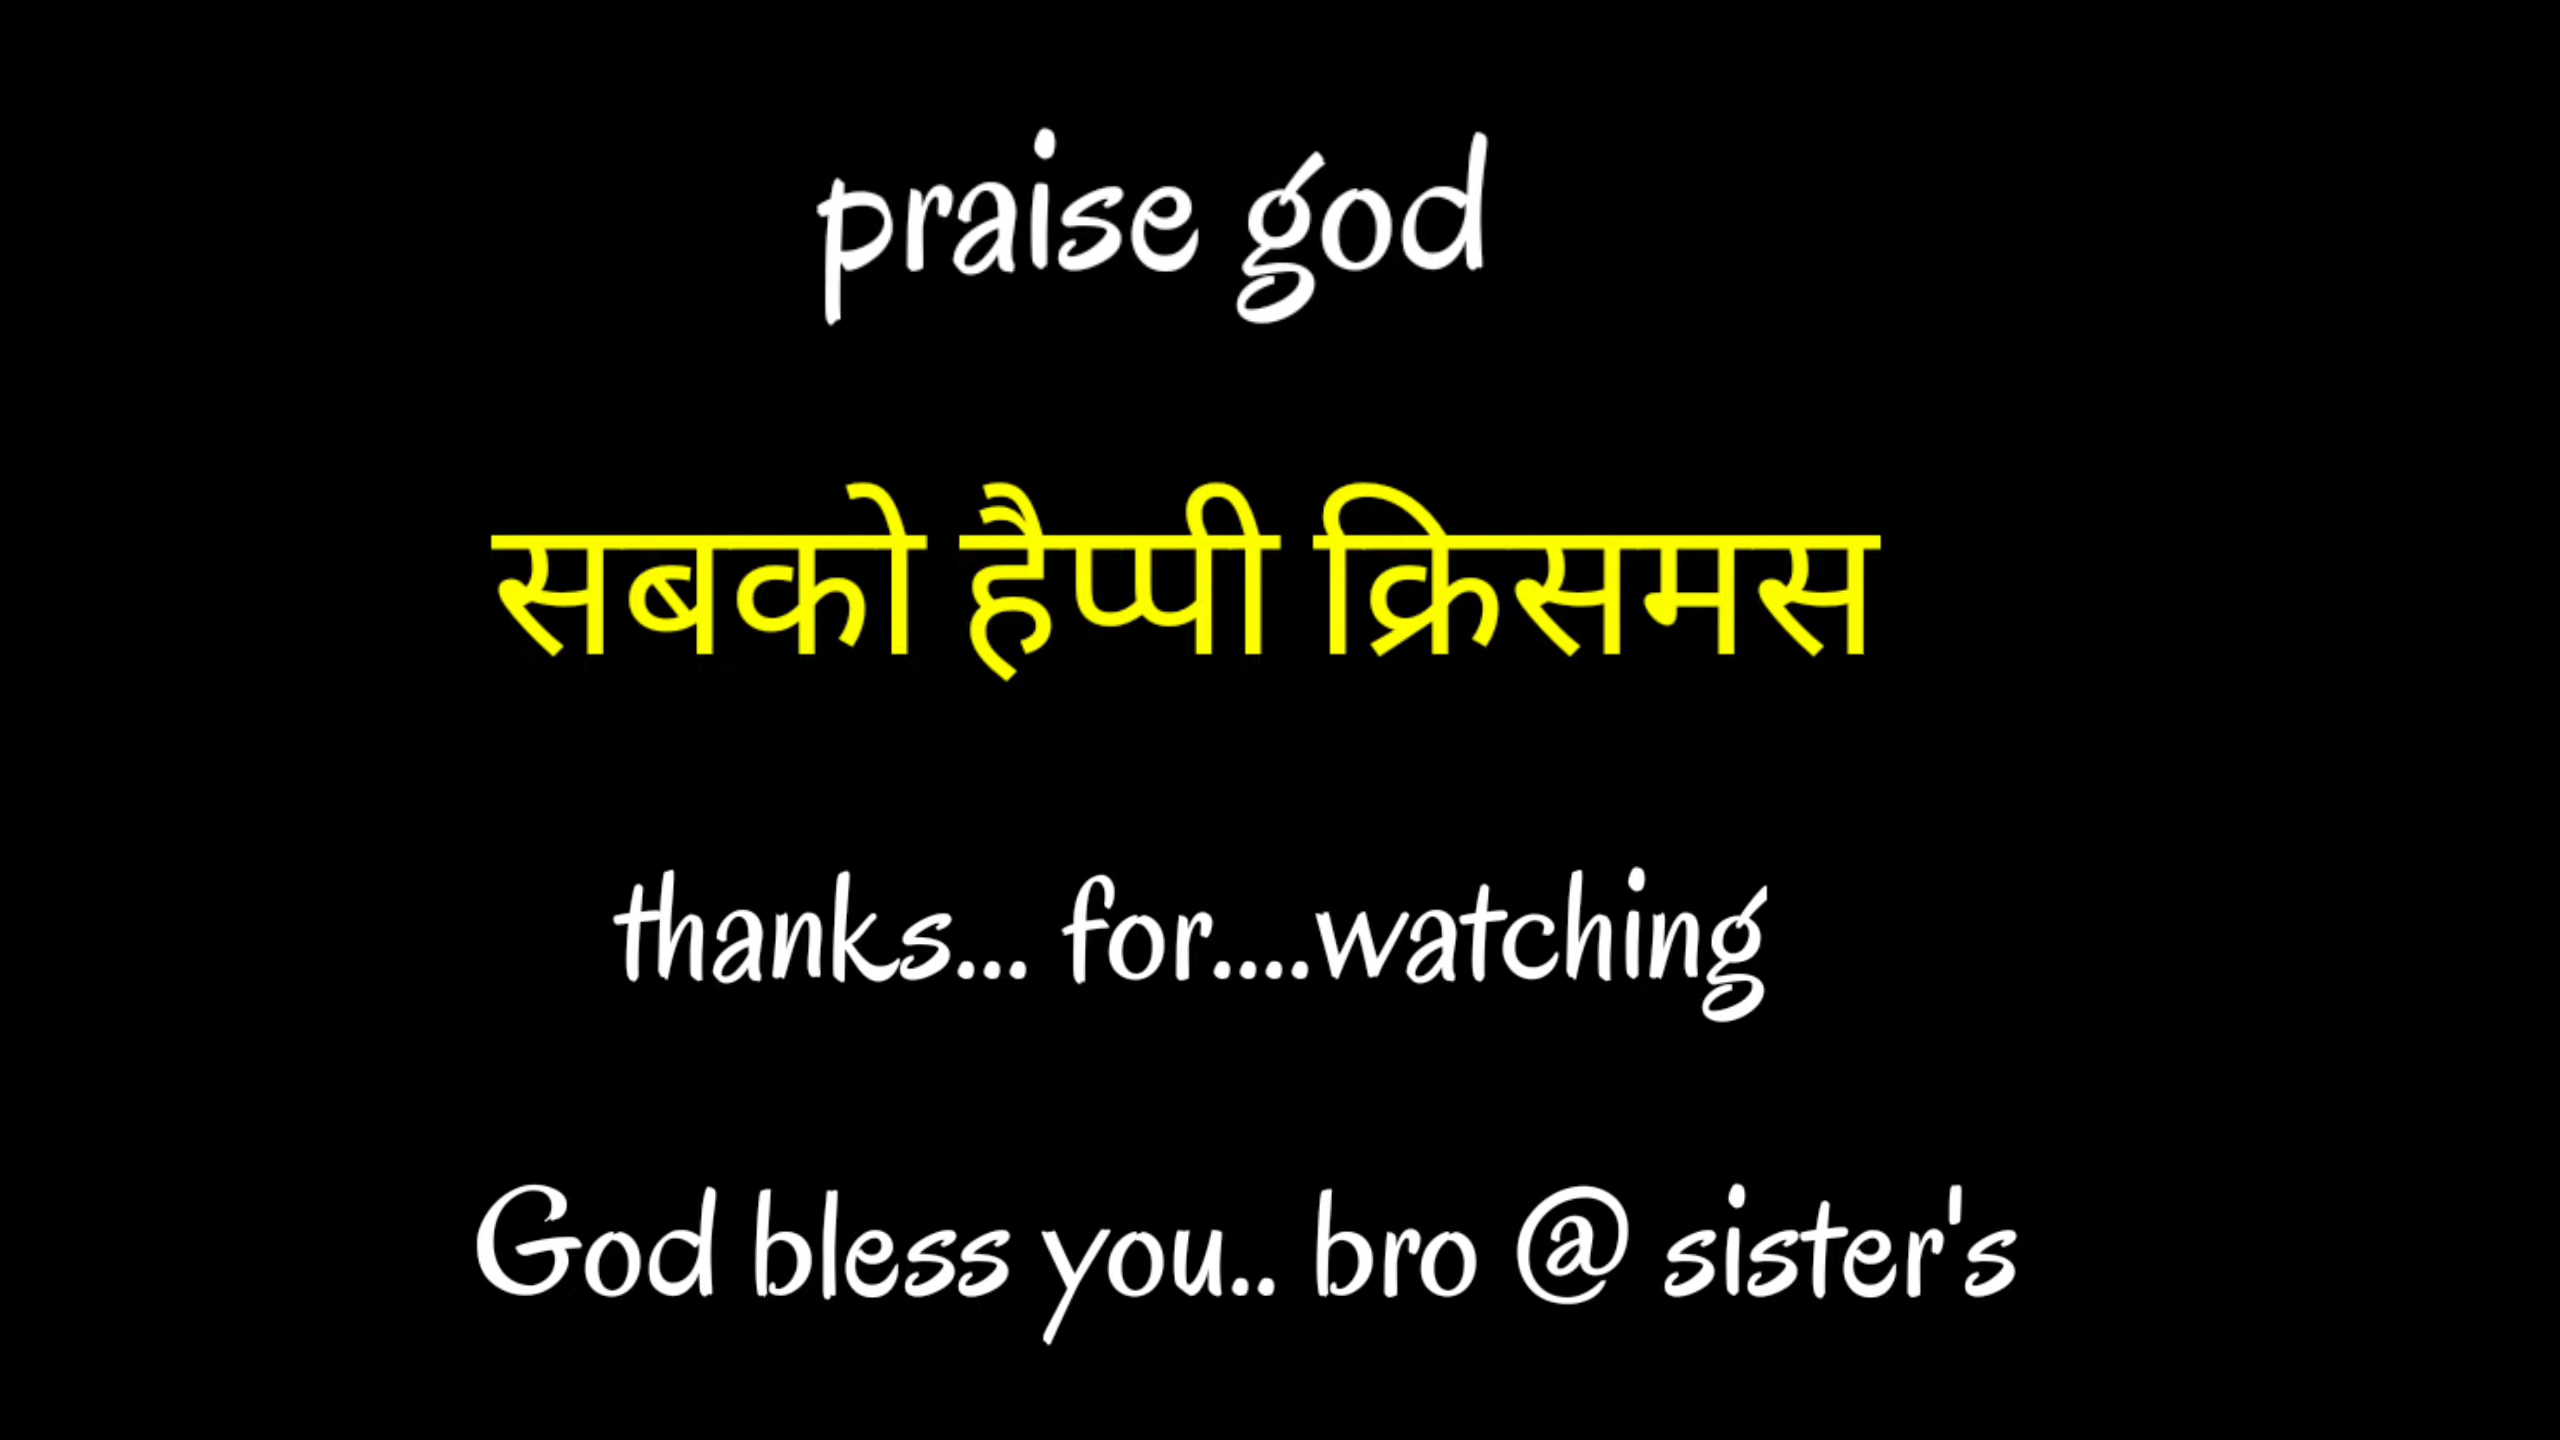 praise god
सबको हैप्पी क्रिसमस
thanks... for....watching
God bless you.. bro @ sister's